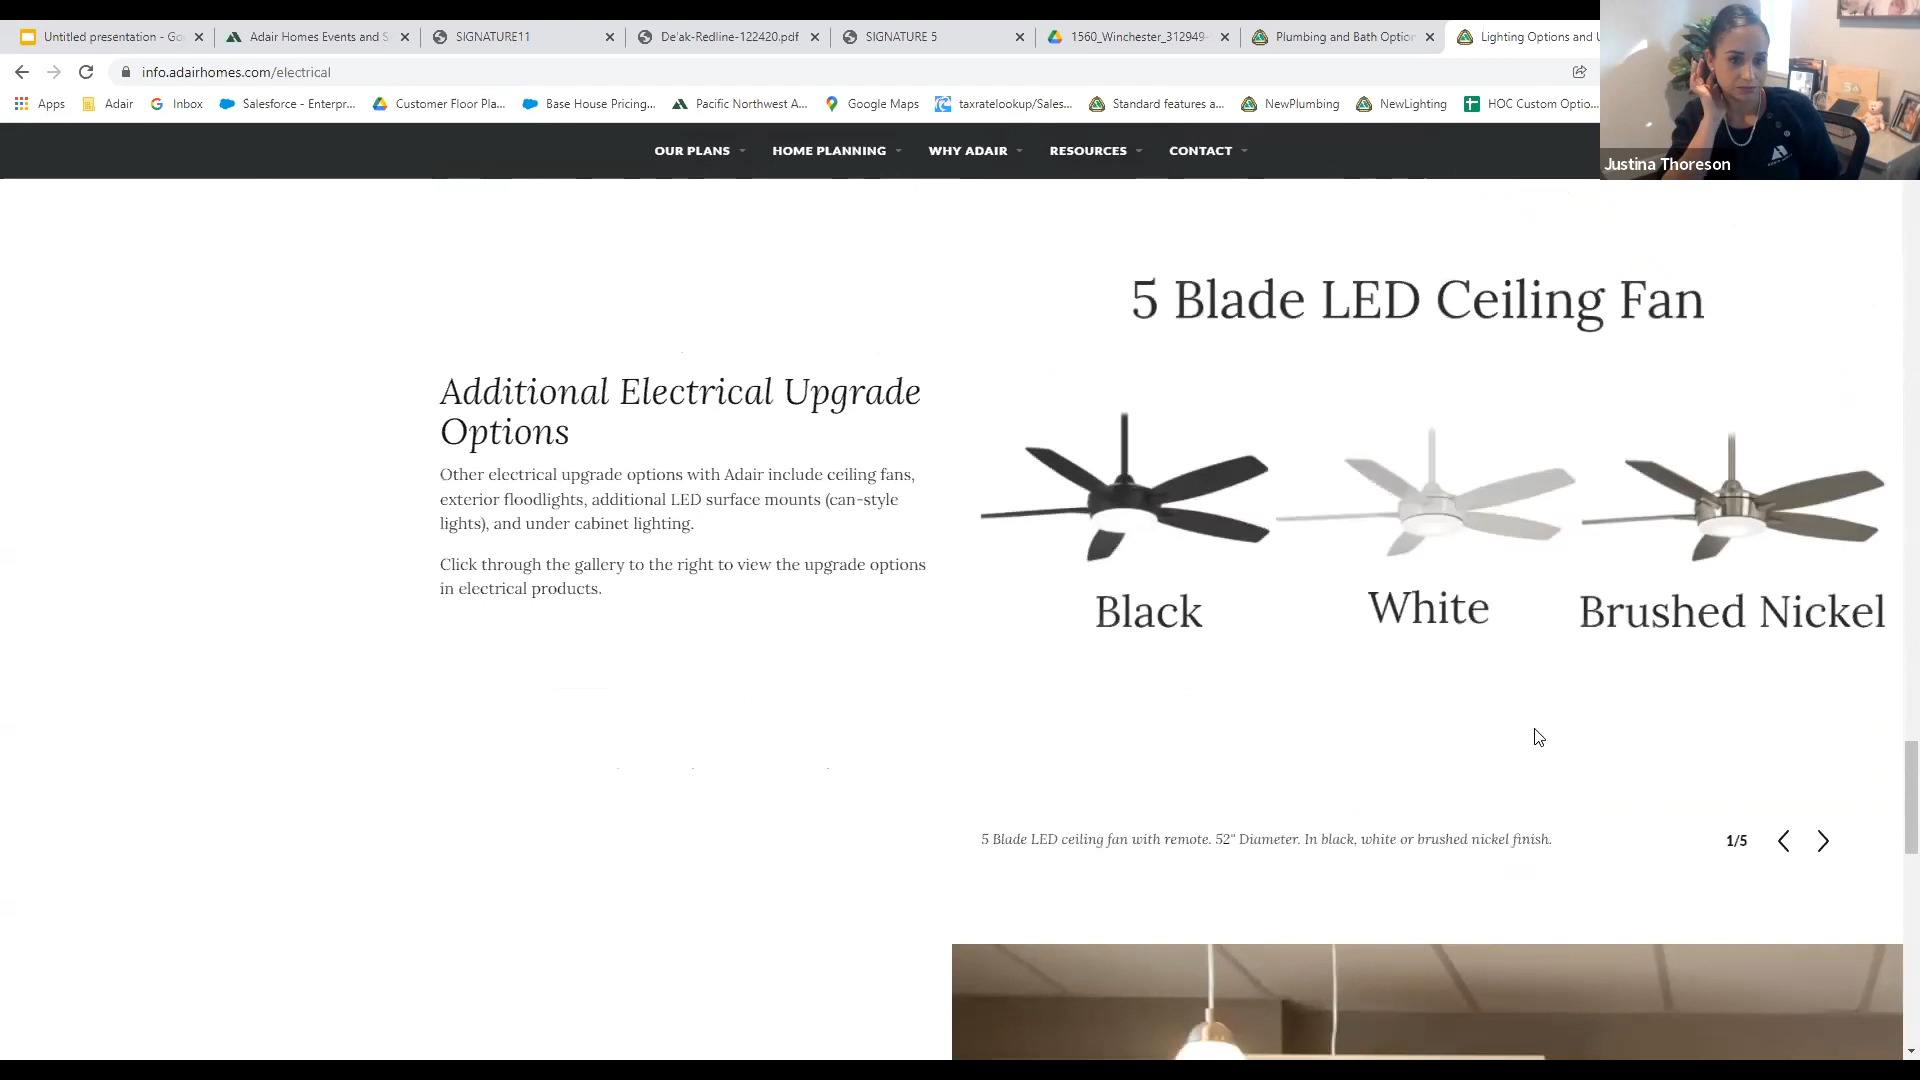 Untitled presentation - Go
Adair Homes Events and S
SIGNATURE11
De'ak-Redline-122420.pdf
SIGNATURE 5
1560_Winchester_312949-
Plumbing and Bath Option
Lighting Options and U
info.adairhomes.com/electrical
Apps
Adair
Inbox
Salesforce - Enterpr...
Customer Floor Pla...
Base House Pricing...
Pacific Northwest A...
Google Maps
taxratelookup/Sales...
Standard features a...
NewPlumbing
NewLighting
HOC Custom Optio...
OUR PLANS
HOME PLANNING
WHY ADAIR
RESOURCES
CONTACT
Justina Thoreson
5 Blade LED Ceiling Fan
Additional Electrical Upgrade
Options
Other electrical upgrade options with Adair include ceiling fans,
exterior floodlights, additional LED surface mounts (can-style
lights), and under cabinet lighting.
Click through the gallery to the right to view the upgrade options
in electrical products.
Black
White
Brushed Nickel
5 Blade LED ceiling fan with remote. 52" Diameter. In black, white or brushed nickel finish.
1/5